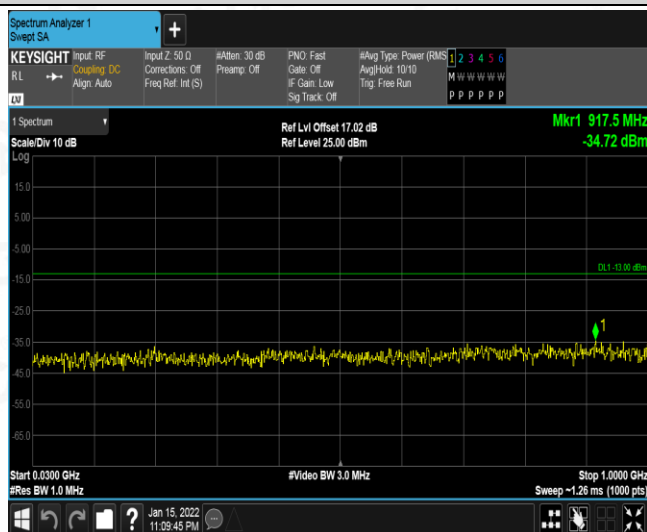 Spectrum Analyzer 1
Swept SA
+
KEYSIGHT
RL
LXI
Input: RF
Coupling: DC
Align: Auto
Input Z: 50 Ω
Corrections: Off
Freq Ref: Int (S)
#Atten: 30 dB
Preamp: Off
PNO: Fast
Gate: Off
IF Gain: Low
Sig Track: Off
#Avg Type: Power (RMS
Avg|Hold: 10/10
Trig: Free Run
1 2 3 4 5 6
M W W W W W
P P P P P P
1 Spectrum
Scale/Div 10 dB
Log
Ref Lvl Offset 17.02 dB
Ref Level 25.00 dBm
Mkr1 917.5 MHz
-34.72 dBm
15.0
5.00
-5.00
-15.0
-25.0
-35.0
-45.0
-55.0
-65.0
DL1 -13.00 dBm
1
Start 0.0300 GHz
#Res BW 1.0 MHz
#Video BW 3.0 MHz
Stop 1.0000 GHz
Sweep ~1.26 ms (1000 pts)
?
Jan 15, 2022
11:09:45 PM